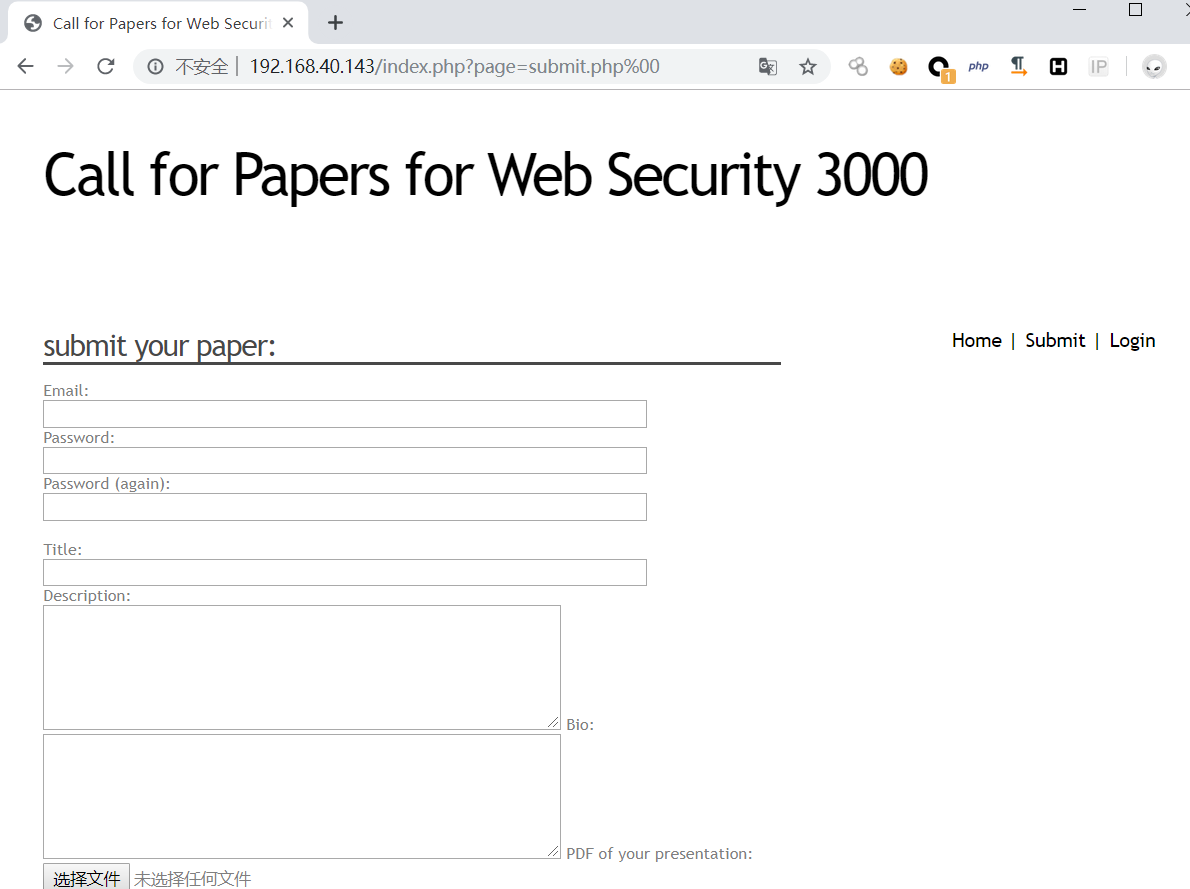 Call for Papers for Web Securit
不安全 | 192.168.40.143/index.php?page=submit.php%00
1
php
IP
Call for Papers for Web Security 3000
submit your paper:
Home | Submit | Login
Email:
Password:
Password (again):
Title:
Description:
Bio:
PDF of your presentation:
选择文件 未选择任何文件